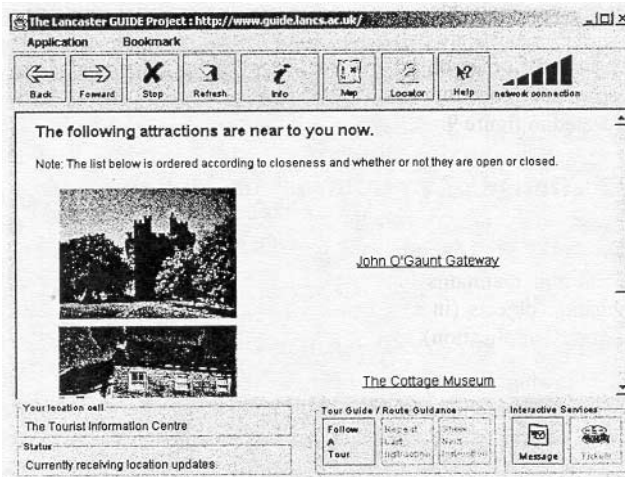 The Lancaster GUIDE Project : http://www.guide.lancs.ac.uk/
Application Bookmark
Back Forward Stop Refresh Info Map Locator Help network connection
The following attractions are near to you now.
Note: The list below is ordered according to closeness and whether or not they are open or closed.
John O'Gaunt Gateway
The Cottage Museum
Your location cell
The Tourist Information Centre
Status
Currently receiving location updates.
Tour Guide / Route Guidance
Follow A Tour
Repeat Last Instruction
Show Next Instruction
Interactive Services
Message
Tickets